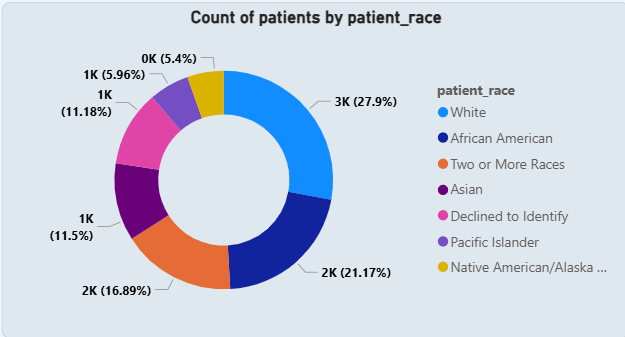 Count of patients by patient_race
0K (5.4%)
1K (5.96%)
1K
(11.18%)
1K
(11.5%)
2K (16.89%)
2K (21.17%)
3K (27.9%)
patient_race
White
African American
Two or More Races
Asian
Declined to Identify
Pacific Islander
Native American/Alaska ...